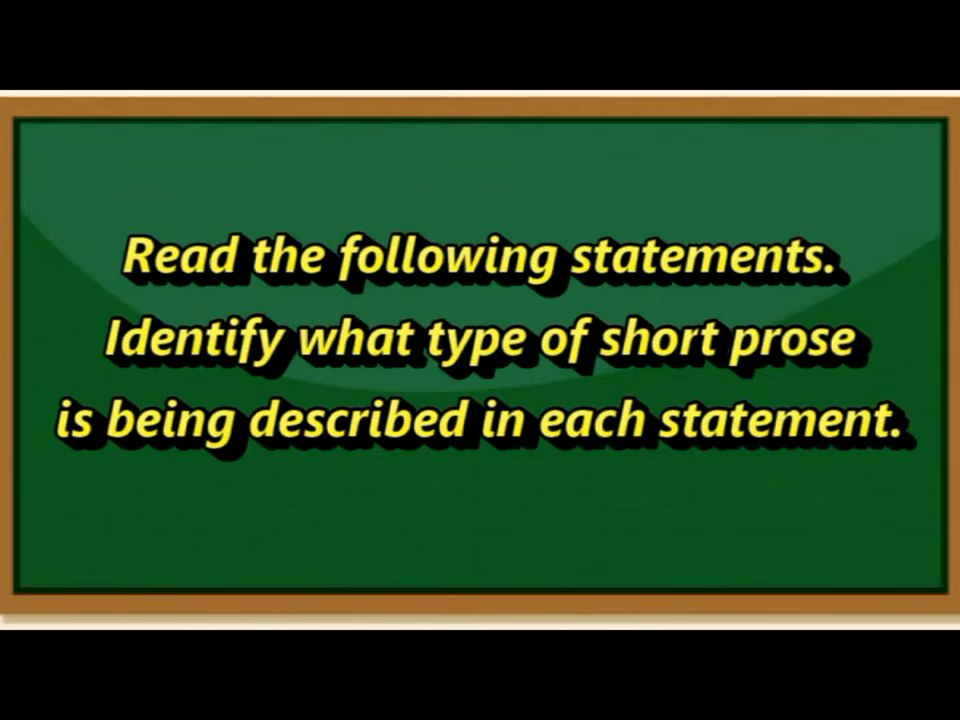 Read the following statements.
Identify what type of short prose
is being described in each statement.